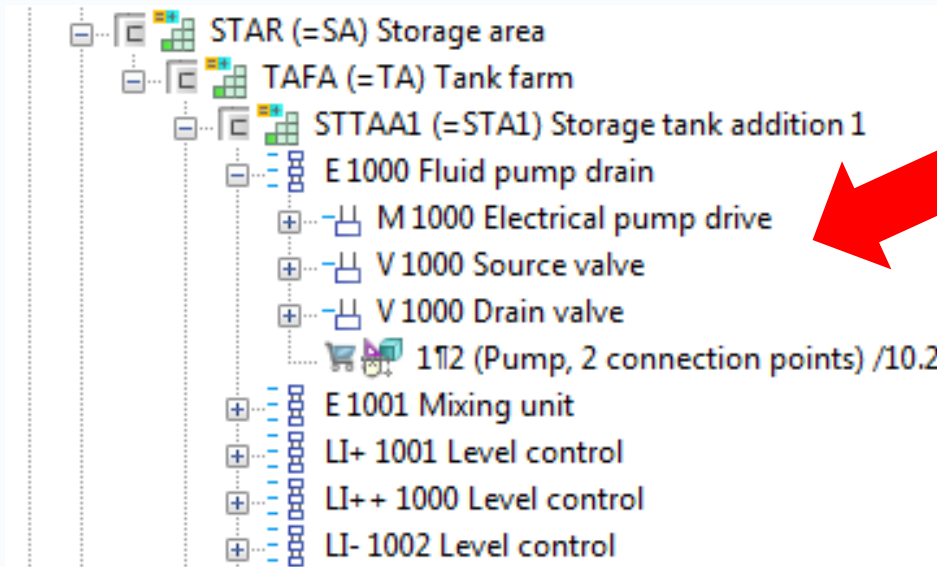 STAR (=SA) Storage area
TAFA (=TA) Tank farm
STTAA1 (=STA1) Storage tank addition 1
E 1000 Fluid pump drain
M 1000 Electrical pump drive
V 1000 Source valve
V 1000 Drain valve
1¶2 (Pump, 2 connection points) /10.2
E 1001 Mixing unit
LI+ 1001 Level control
LI++ 1000 Level control
LI- 1002 Level control